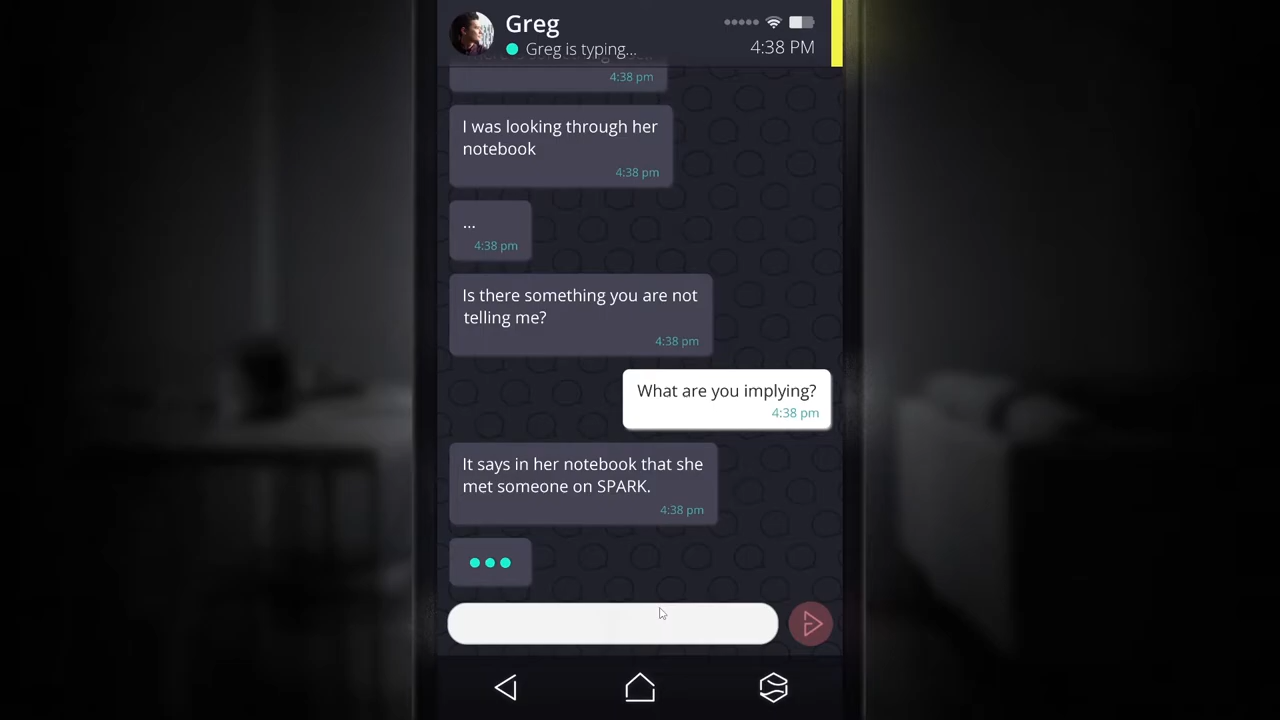 Greg
Greg is typing...
4:38 PM
4:38 pm
I was looking through her
notebook
4:38 pm
...
4:38 pm
Is there something you are not
telling me?
4:38 pm
What are you implying?
4:38 pm
It says in her notebook that she
met someone on SPARK.
4:38 pm